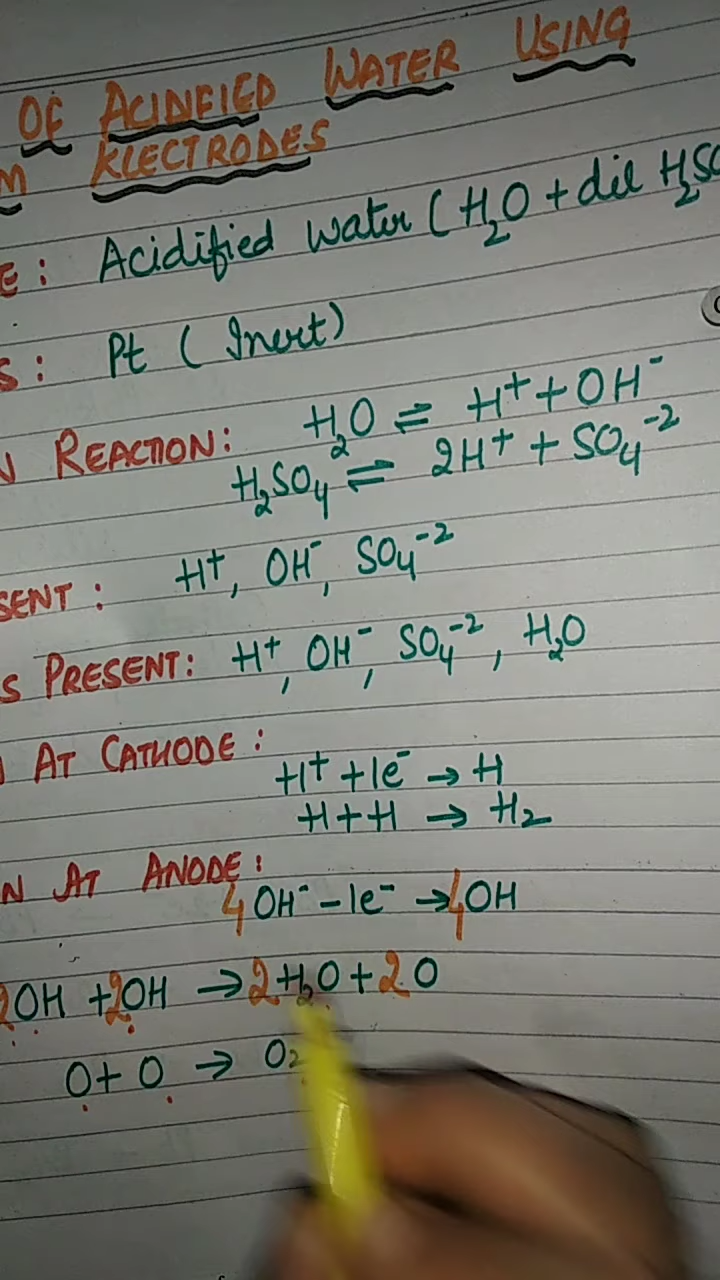 OF ACIDIFIED WATER USING
M ELECTRODES
E: Acidified water (H₂O + dil H₂SO
S: Pt (Inert)
N REACTION: H₂O ⇌ H⁺ + OH⁻
H₂SO₄ ⇌ 2H⁺ + SO₄⁻²
SENT: H⁺, OH⁻, SO₄⁻²
S PRESENT: H⁺, OH⁻, SO₄⁻², H₂O
N AT CATHODE:
H⁺ + 1e⁻ → H
H + H → H₂
N AT ANODE:
4OH⁻ - 1e⁻ → 4OH
2OH + 2OH → 2H₂O + 2O
O + O → O₂